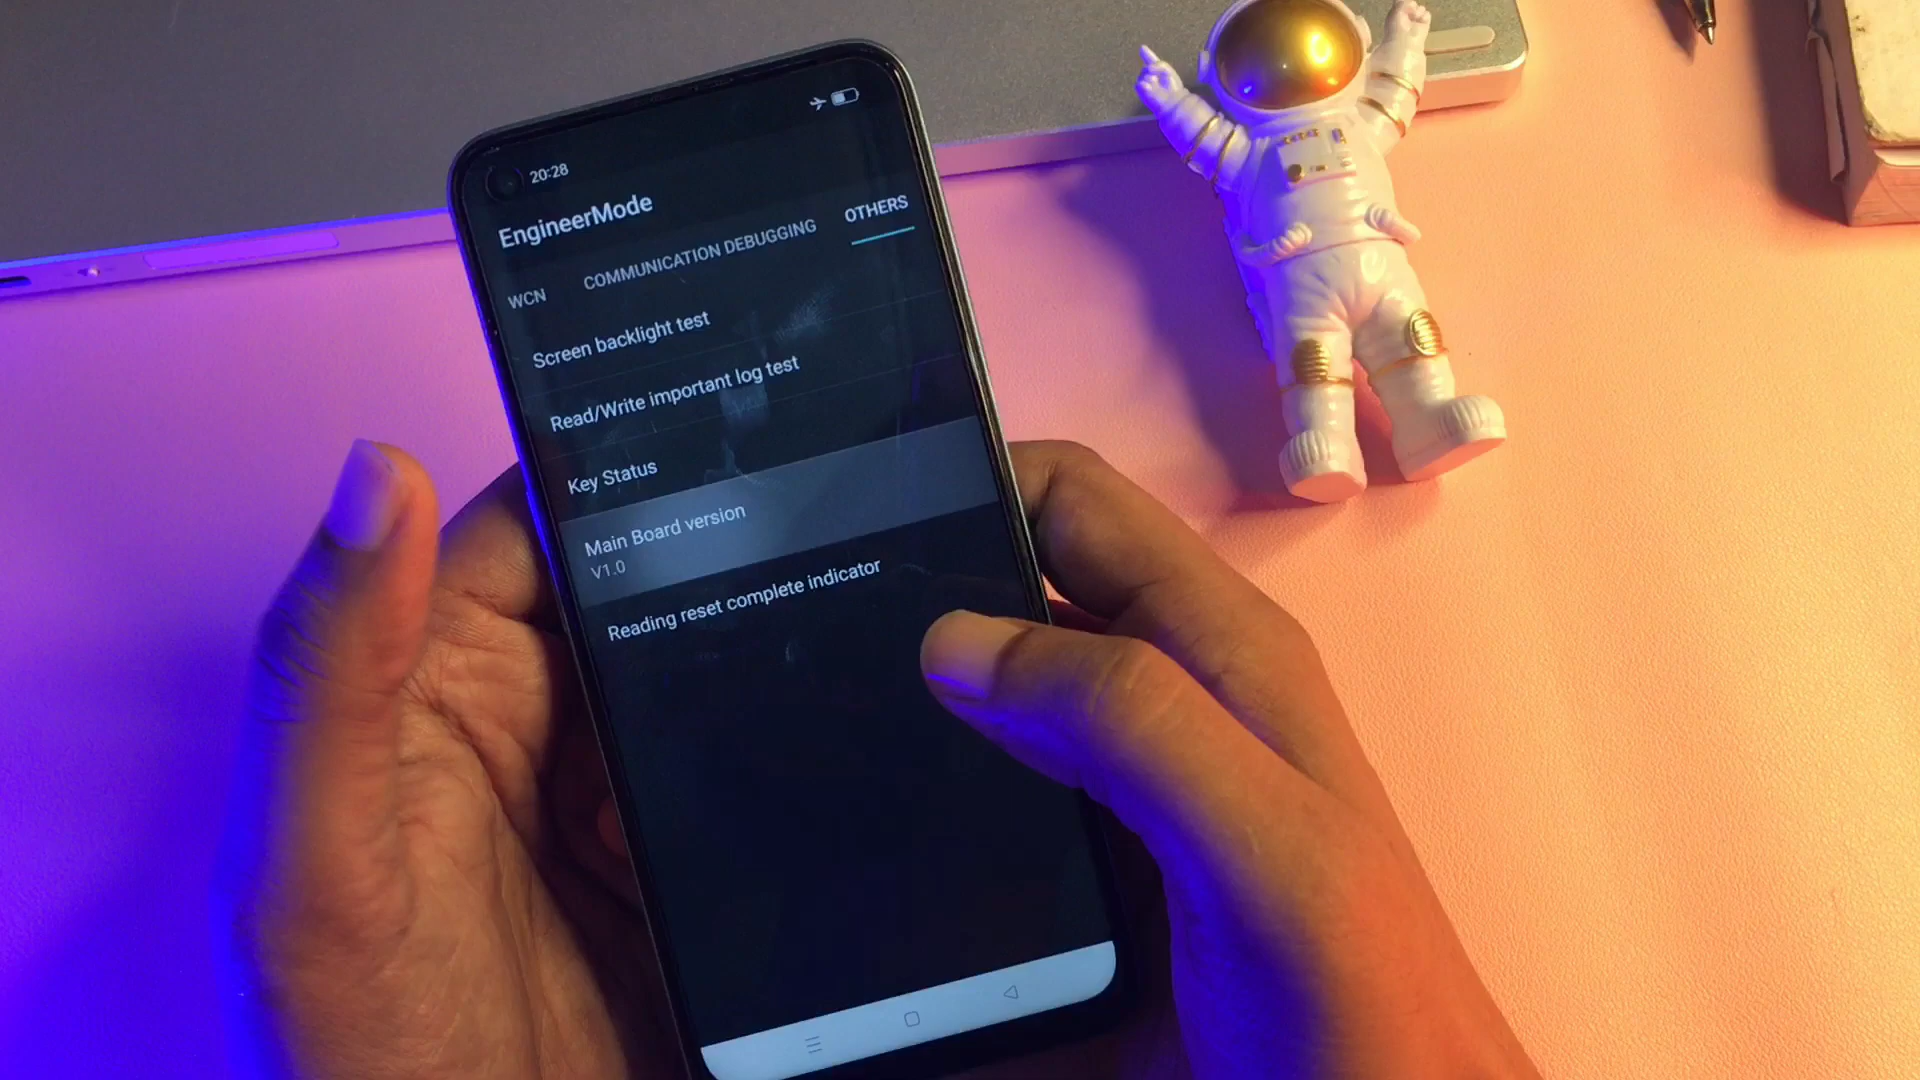 20:28
EngineerMode
WCN COMMUNICATION DEBUGGING OTHERS
Screen backlight test
Read/Write important log test
Key Status
Main Board version
V1.0
Reading reset complete indicator